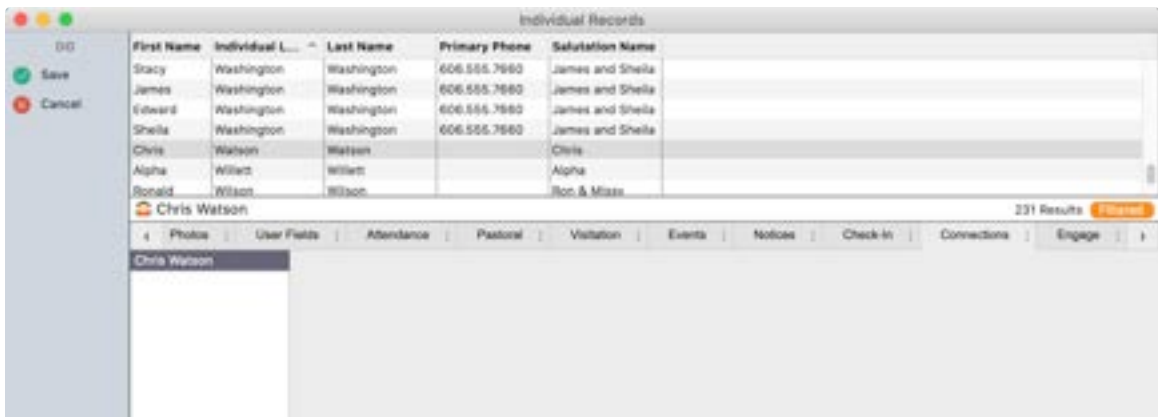 Individual Records
DO
Save
Cancel
First Name Individual L... Last Name Primary Phone Salutation Name
Stacy Washington Washington 606.555.7660 James and Sheila
James Washington Washington 606.555.7660 James and Sheila
Edward Washington Washington 606.555.7660 James and Sheila
Sheila Washington Washington 606.555.7660 James and Sheila
Chris Watson Watson Chris
Alpha Willett Willett Alpha
Ronald Wilson Wilson Ron & Missy
Chris Watson 231 Results Filtered
Photos User Fields Attendance Pastoral Visitation Events Notices Check-In Connections Engage
Chris Watson